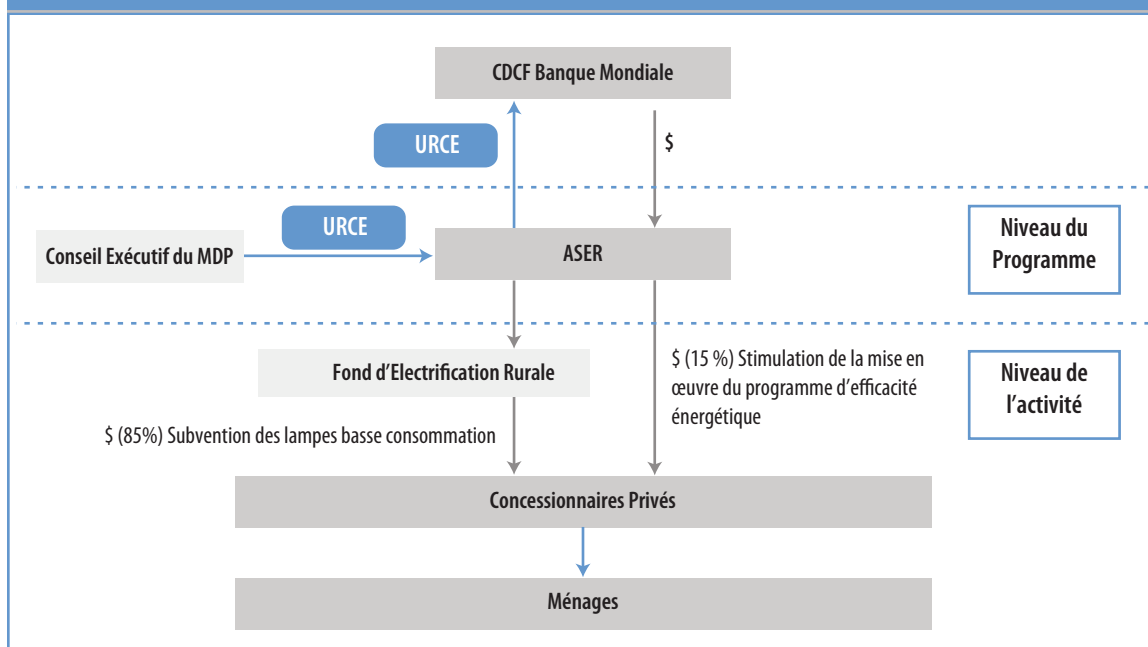 CDCF Banque Mondiale
URCE
$
URCE
Conseil Exécutif du MDP
ASER
Niveau du
Programme
Fond d'Electrification Rurale
$ (15 %) Stimulation de la mise en
œuvre du programme d'efficacité
énergétique
Niveau de
l'activité
$ (85%) Subvention des lampes basse consommation
Concessionnaires Privés
Ménages